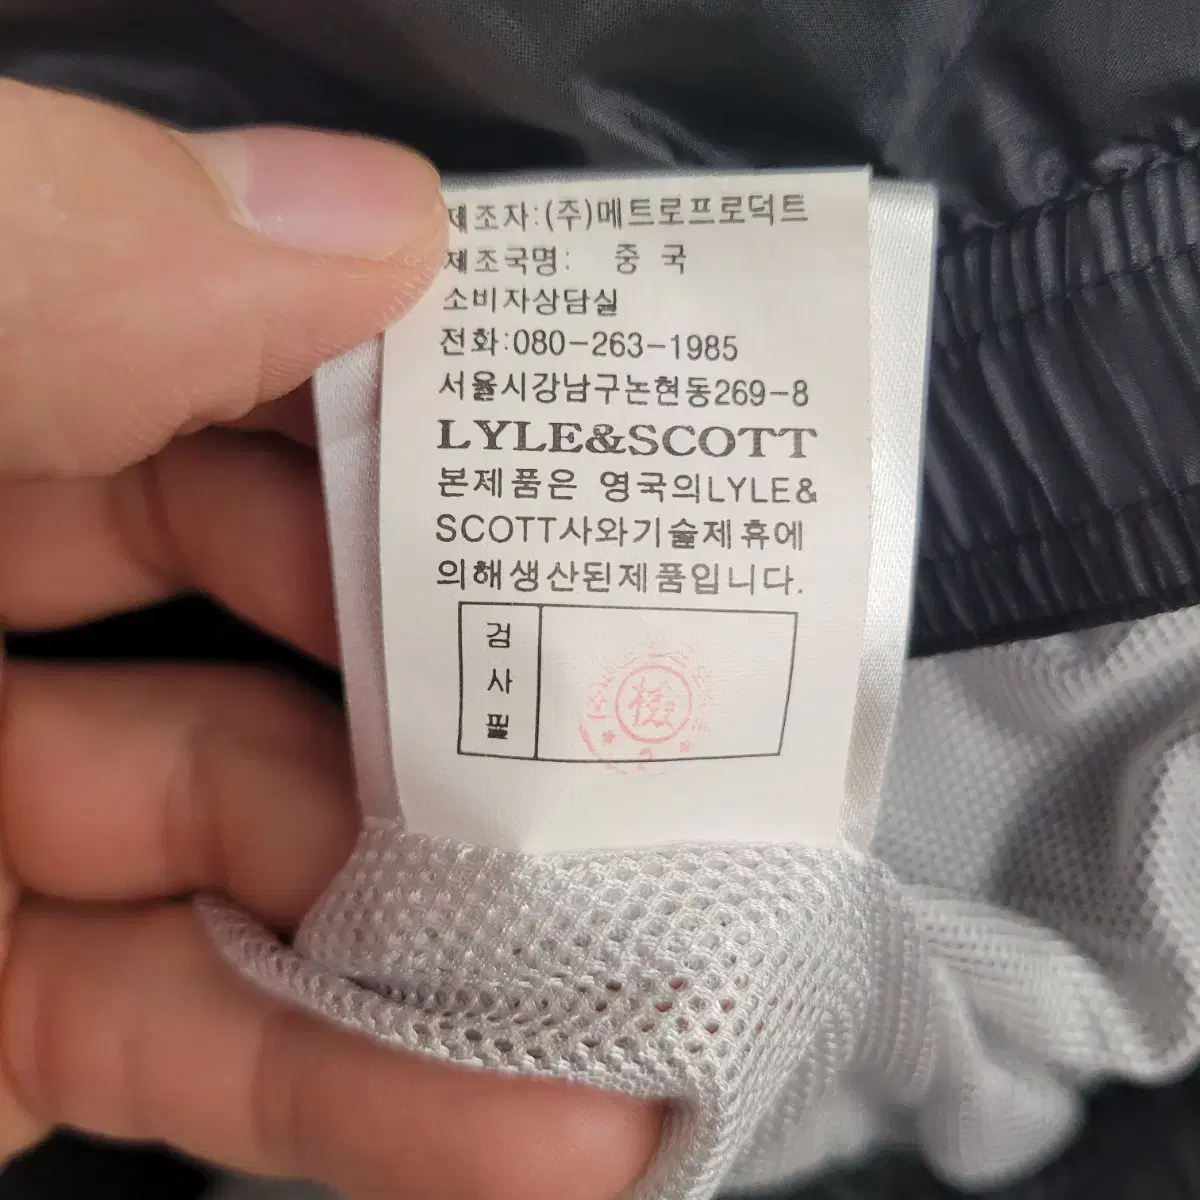 제조자:(주)메트로프로덕트
제조국명: 중 국
소비자상담실
전화:080-263-1985
서울시강남구논현동269-8
LYLE&SCOTT
본제품은 영국의LYLE&
SCOTT사와기술제휴에
의해생산된제품입니다.
검
사
필